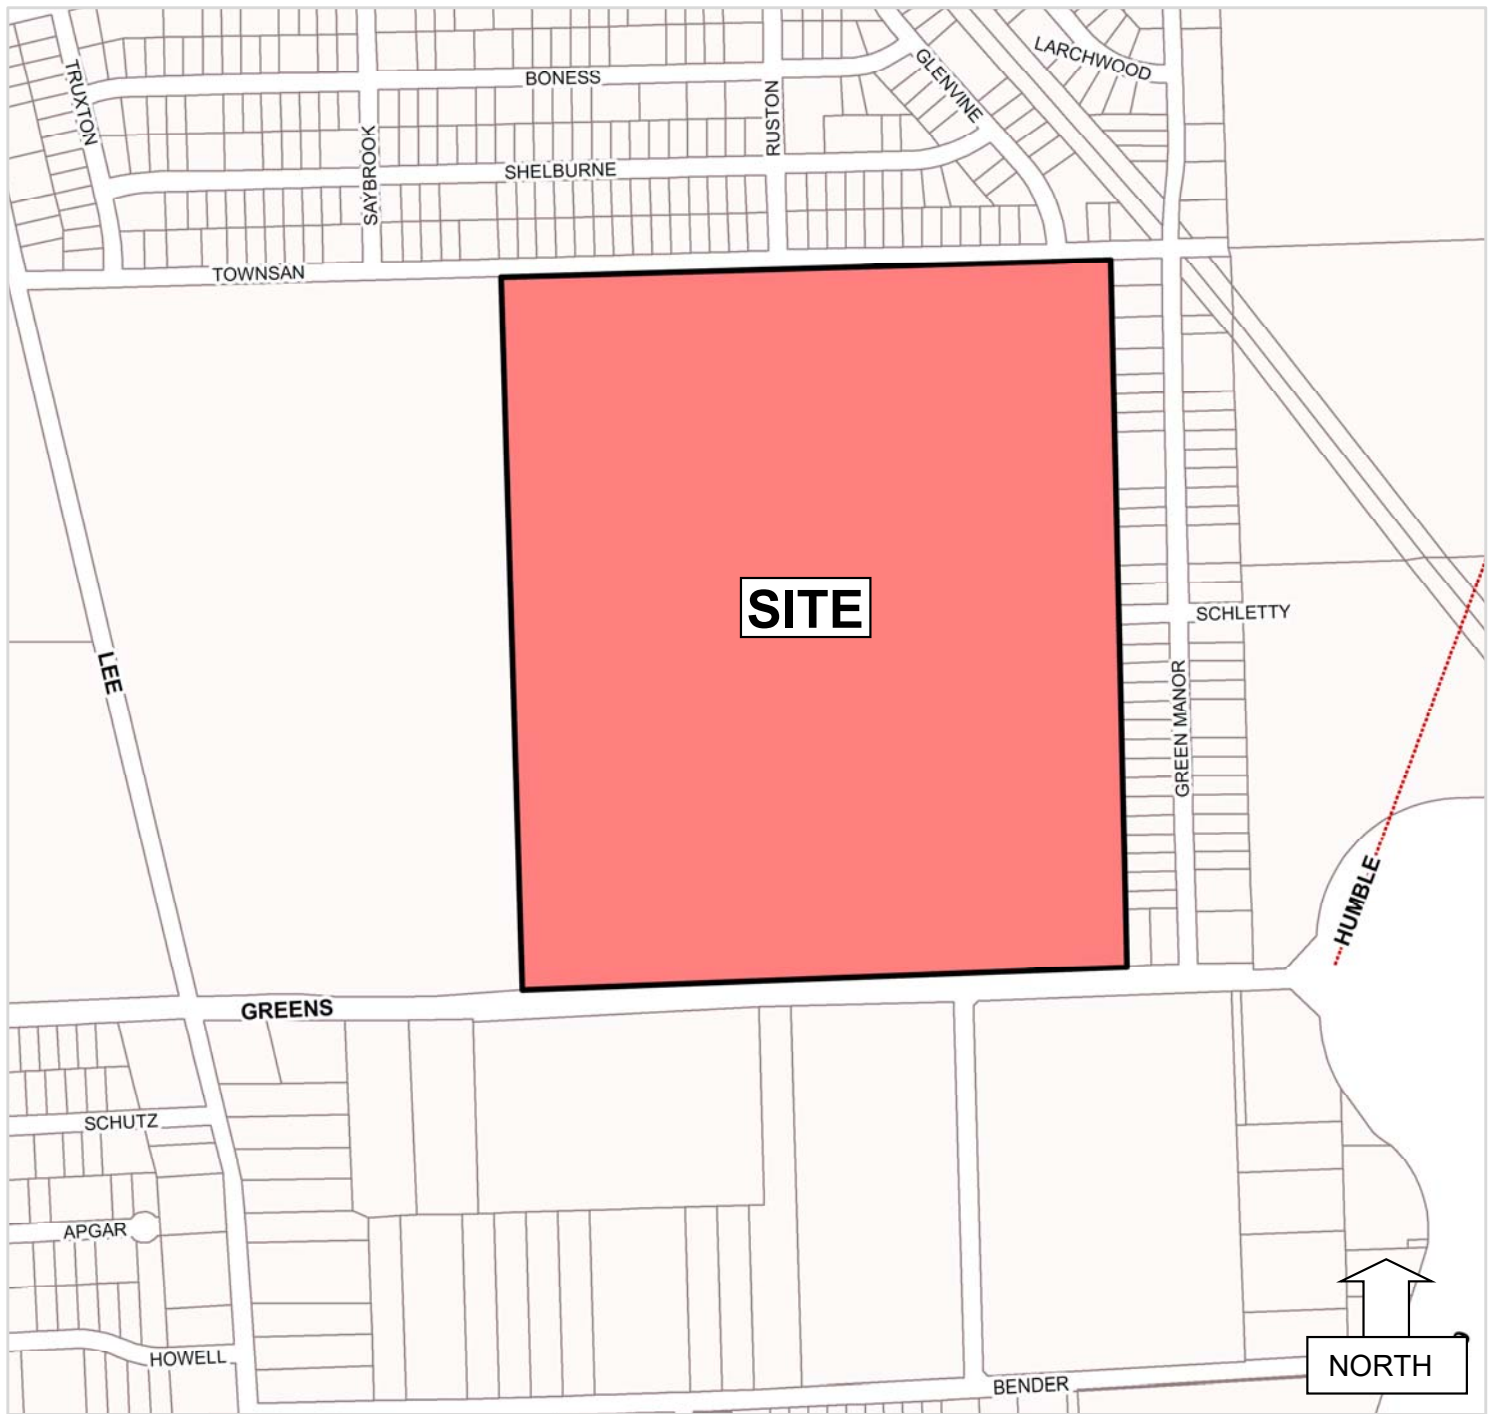 LARCHWOOD
TRUXTON
BONESS
GLENVINE
RUSTON
SAYBROOK
SHELBURNE
TOWNSAN
SITE
SCHLETTY
LEE
GREEN MANOR
HUMBLE
GREENS
SCHUTZ
APGAR
HOWELL
NORTH
BENDER